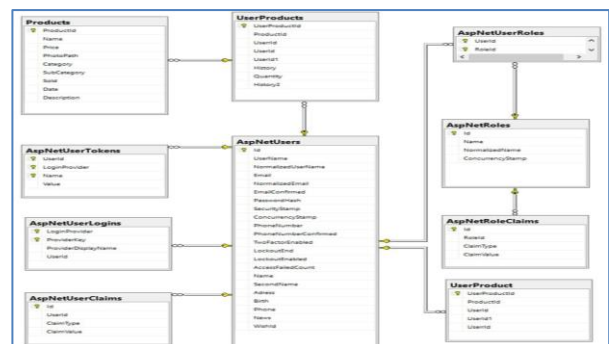 Products
ProductId
Name
Price
PhotoPath
Category
SubCategory
Sold
Date
Description
UserProducts
UserProductId
ProductId
UserrId
UserId
UserId1
History
Quantity
History2
AspNetUserRoles
UserId
RoleId
AspNetUserTokens
UserId
LoginProvider
Name
Value
AspNetUsers
Id
UserName
NormalizedUserName
Email
NormalizedEmail
EmailConfirmed
PasswordHash
SecurityStamp
ConcurrencyStamp
PhoneNumber
PhoneNumberConfirmed
TwoFactorEnabled
LockoutEnd
LockoutEnabled
AccessFailedCount
Name
SecondName
Adress
Birth
Phone
News
WishId
AspNetRoles
Id
Name
NormalizedName
ConcurrencyStamp
AspNetUserLogins
LoginProvider
ProviderKey
ProviderDisplayName
UserId
AspNetRoleClaims
Id
RoleId
ClaimType
ClaimValue
AspNetUserClaims
Id
UserId
ClaimType
ClaimValue
UserProduct
UserProductId
ProductId
UserId
UserId1
UserrId